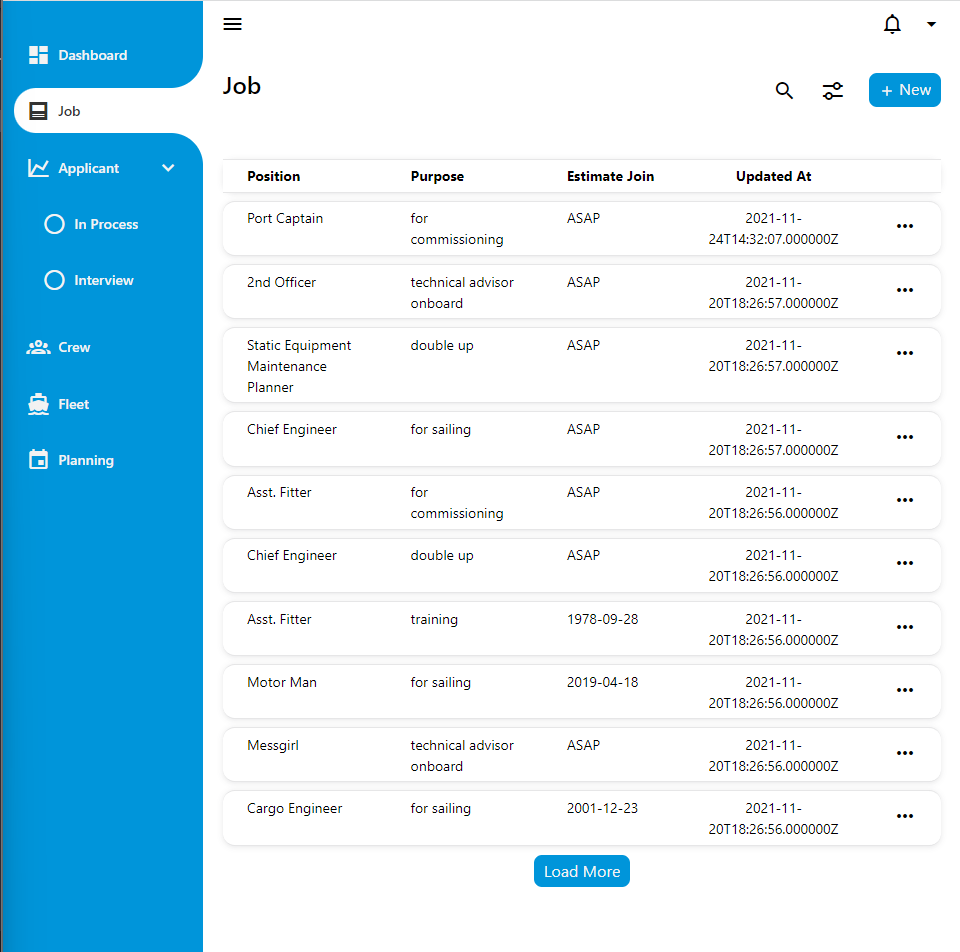 Dashboard
Job
Applicant
In Process
Interview
Crew
Fleet
Planning
Job
+ New
Position Purpose Estimate Join Updated At
Port Captain for ASAP 2021-11-
commissioning 24T14:32:07.000000Z
2nd Officer technical advisor ASAP 2021-11-
onboard 20T18:26:57.000000Z
Static Equipment double up ASAP 2021-11-
Maintenance 20T18:26:57.000000Z
Planner
Chief Engineer for sailing ASAP 2021-11-
20T18:26:57.000000Z
Asst. Fitter for ASAP 2021-11-
commissioning 20T18:26:56.000000Z
Chief Engineer double up ASAP 2021-11-
20T18:26:56.000000Z
Asst. Fitter training 1978-09-28 2021-11-
20T18:26:56.000000Z
Motor Man for sailing 2019-04-18 2021-11-
20T18:26:56.000000Z
Messgirl technical advisor ASAP 2021-11-
onboard 20T18:26:56.000000Z
Cargo Engineer for sailing 2001-12-23 2021-11-
20T18:26:56.000000Z
Load More